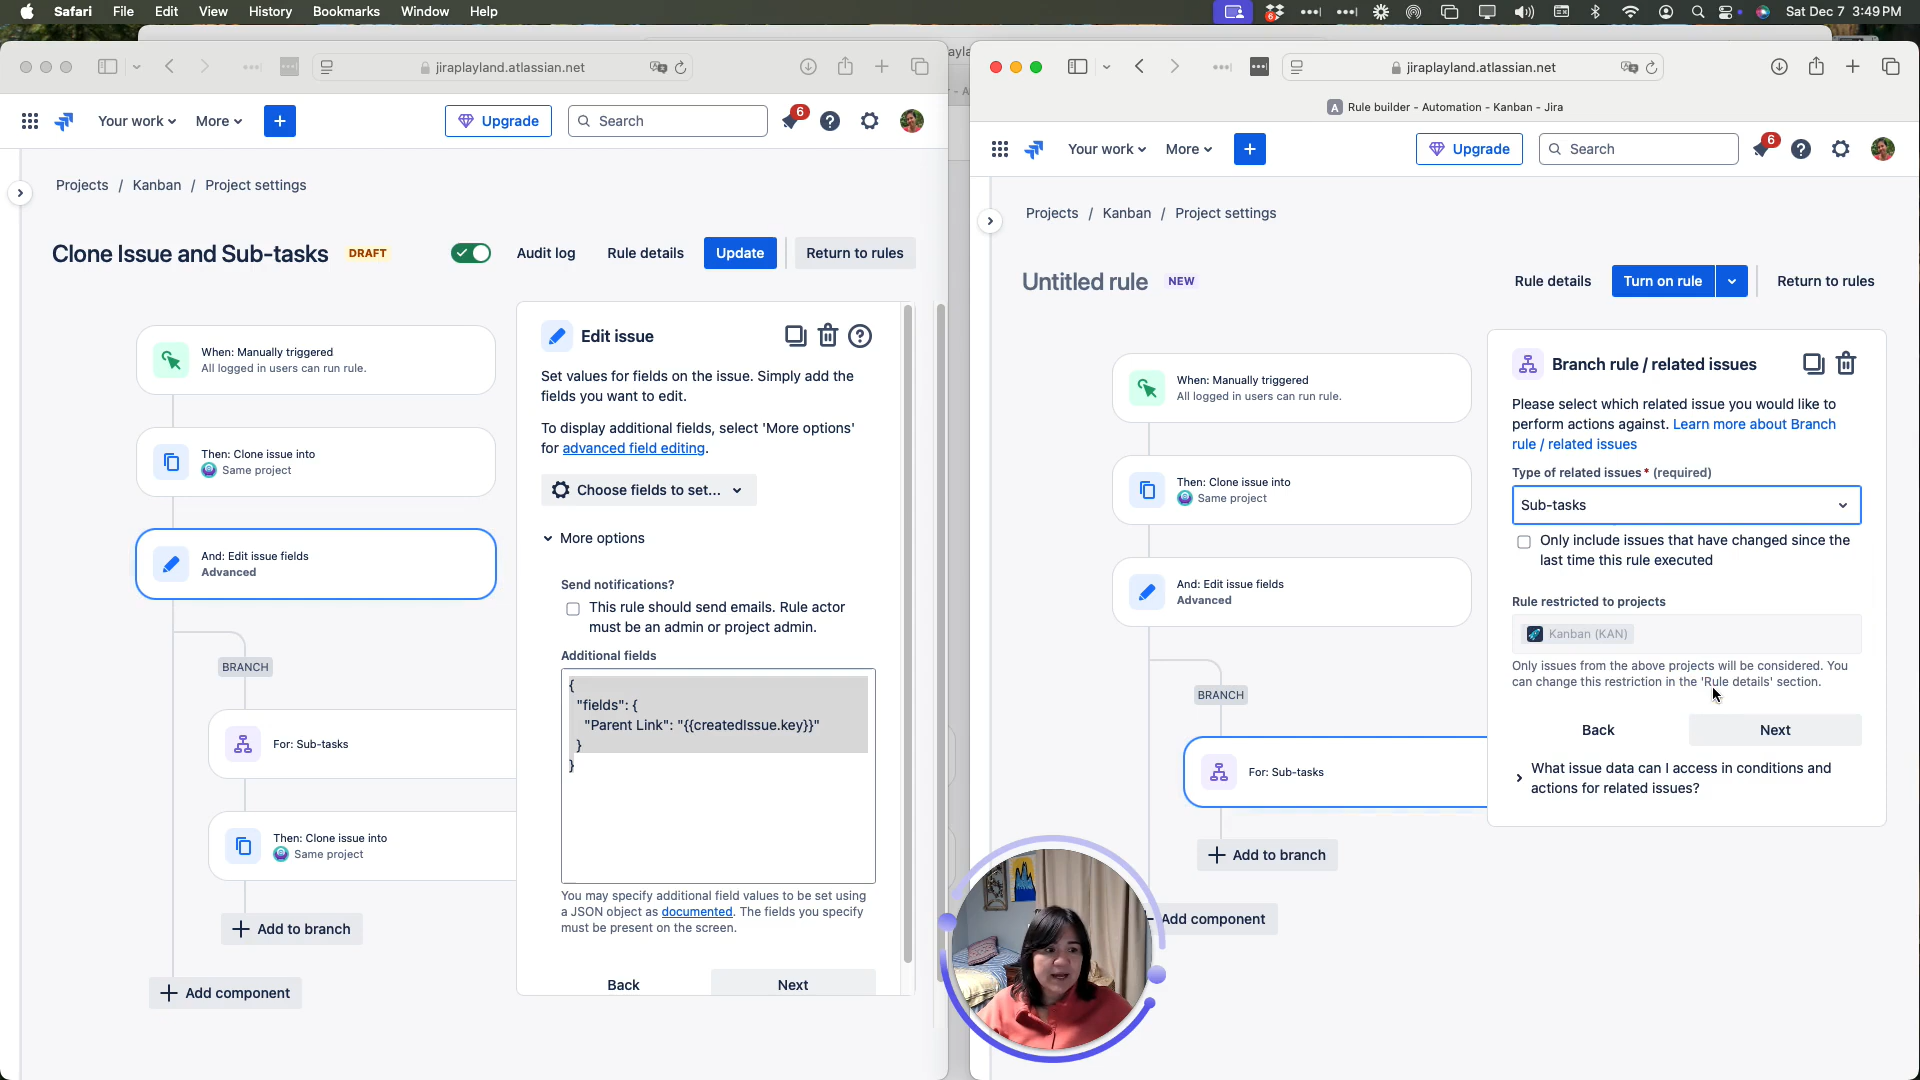 Safari File Edit View History Bookmarks Window Help
6
Sat Dec 7 3:49 PM
jiraplayland.atlassian.net
Your work More + Upgrade Search 6
Projects / Kanban / Project settings
Clone Issue and Sub-tasks DRAFT Audit log Rule details Update Return to rules
When: Manually triggered
All logged in users can run rule.
Then: Clone issue into
Same project
And: Edit issue fields
Advanced
BRANCH
For: Sub-tasks
Then: Clone issue into
Same project
+ Add to branch
+ Add component
Edit issue
Set values for fields on the issue. Simply add the
fields you want to edit.
To display additional fields, select 'More options'
for advanced field editing.
Choose fields to set...
More options
Send notifications?
This rule should send emails. Rule actor
must be an admin or project admin.
Additional fields
{
"fields": {
"Parent Link": "{{createdIssue.key}}"
}
}
You may specify additional field values to be set using
a JSON object as documented. The fields you specify
must be present on the screen.
Back Next
jiraplayland.atlassian.net
A Rule builder - Automation - Kanban - Jira
Your work More + Upgrade Search 6
Projects / Kanban / Project settings
Untitled rule NEW Rule details Turn on rule Return to rules
When: Manually triggered
All logged in users can run rule.
Then: Clone issue into
Same project
And: Edit issue fields
Advanced
BRANCH
For: Sub-tasks
+ Add to branch
Add component
Branch rule / related issues
Please select which related issue you would like to
perform actions against. Learn more about Branch
rule / related issues
Type of related issues * (required)
Sub-tasks
Only include issues that have changed since the
last time this rule executed
Rule restricted to projects
Kanban (KAN)
Only issues from the above projects will be considered. You
can change this restriction in the 'Rule details' section.
Back Next
What issue data can I access in conditions and
actions for related issues?